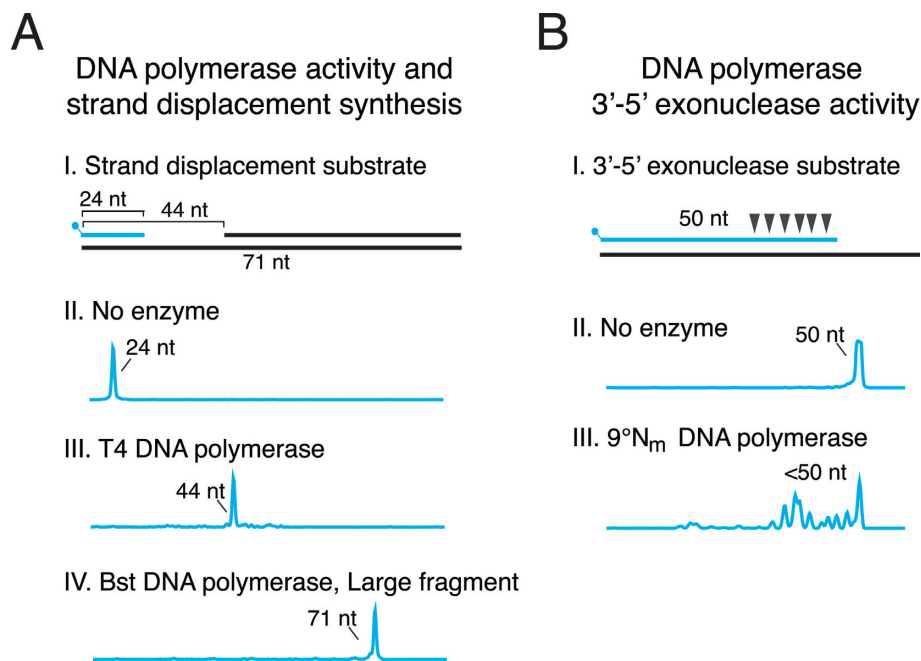 A
DNA polymerase activity and
strand displacement synthesis
I. Strand displacement substrate
24 nt
44 nt
71 nt
II. No enzyme
24 nt
III. T4 DNA polymerase
44 nt
IV. Bst DNA polymerase, Large fragment
71 nt
B
DNA polymerase
3'-5' exonuclease activity
I. 3'-5' exonuclease substrate
50 nt
II. No enzyme
50 nt
III. 9°Nm DNA polymerase
<50 nt